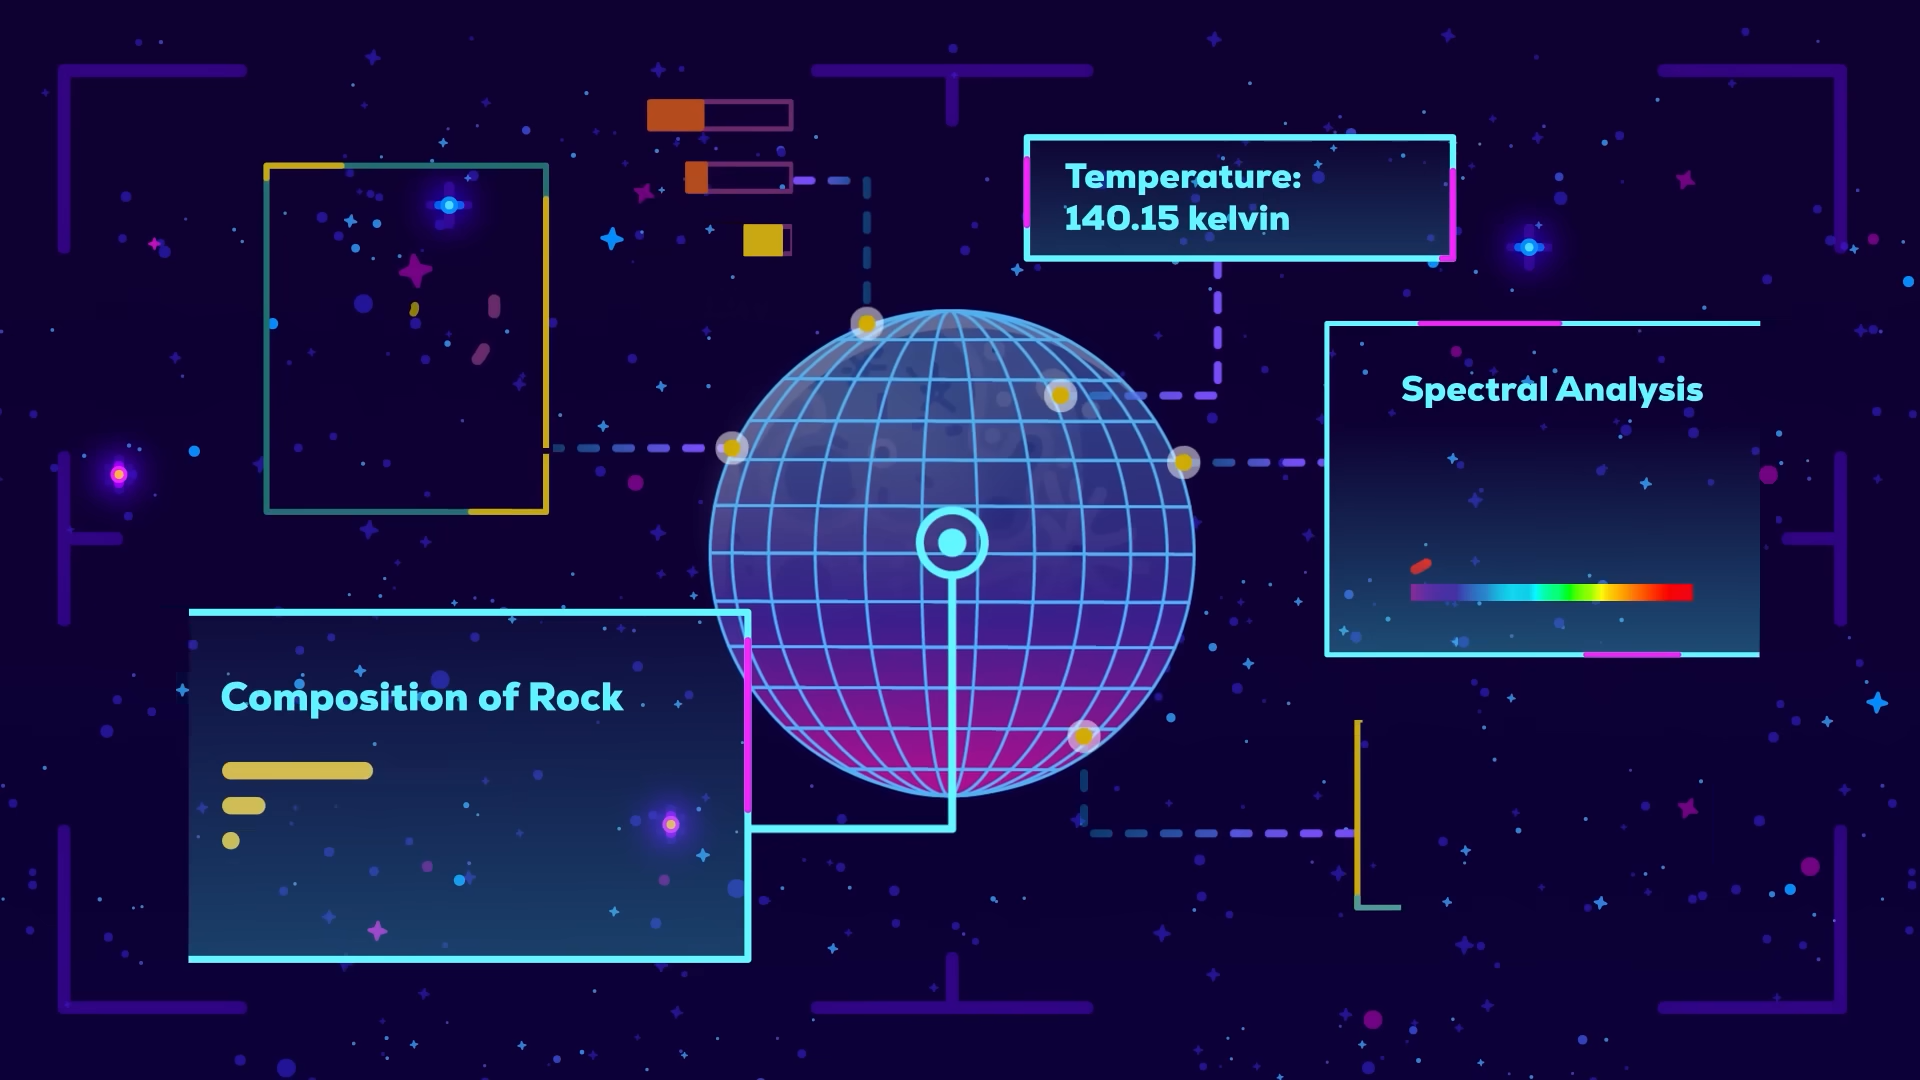 Temperature:
140.15 kelvin
Spectral Analysis
Composition of Rock